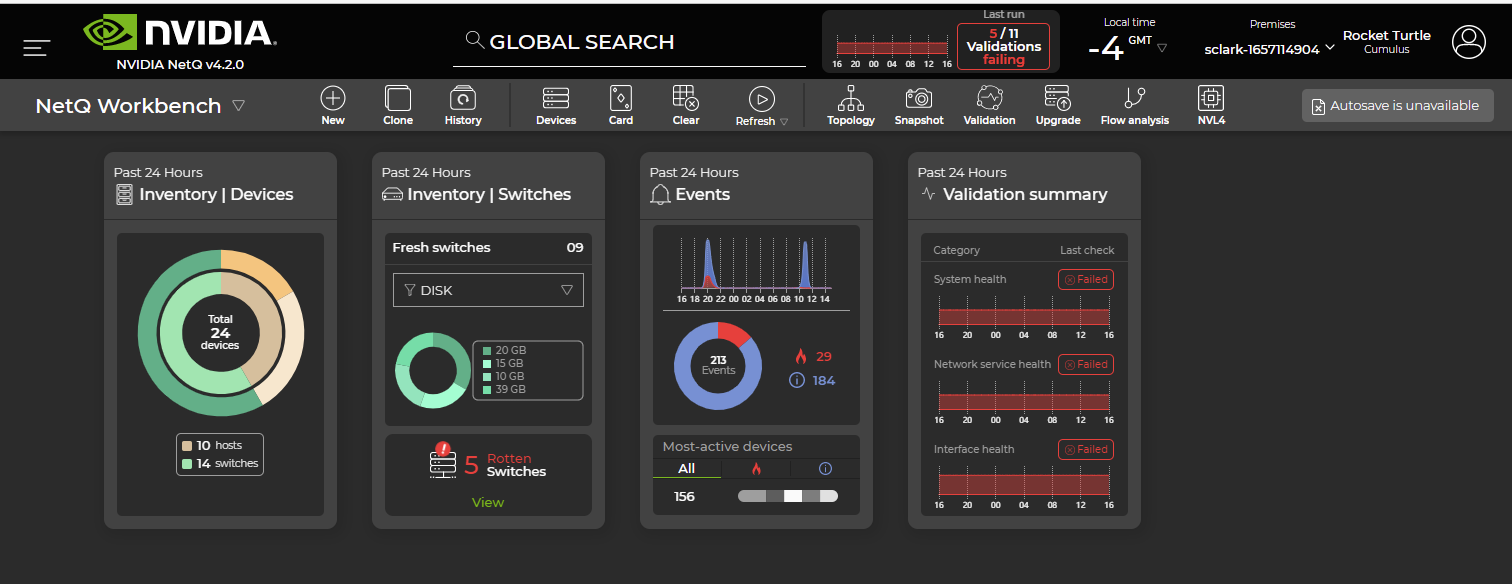 NVIDIA.
NVIDIA NetQ v4.2.0
GLOBAL SEARCH
16 20 00 04 08 12 16
Last run
5 / 11
Validations
failing
Local time
-4 GMT
Premises
sclark-1657114904
Rocket Turtle
Cumulus
NetQ Workbench
New
Clone
History
Devices
Card
Clear
Refresh
Topology
Snapshot
Validation
Upgrade
Flow analysis
NVL4
Autosave is unavailable
Past 24 Hours
Inventory | Devices
Total
24
devices
10 hosts
14 switches
Past 24 Hours
Inventory | Switches
Fresh switches 09
DISK
20 GB
15 GB
10 GB
39 GB
5 Rotten
Switches
View
Past 24 Hours
Events
16 18 20 22 00 02 04 06 08 10 12 14
213
Events
29
184
Most-active devices
All
156
Past 24 Hours
Validation summary
Category Last check
System health Failed
16 20 00 04 08 12 16
Network service health Failed
16 20 00 04 08 12 16
Interface health Failed
16 20 00 04 08 12 16